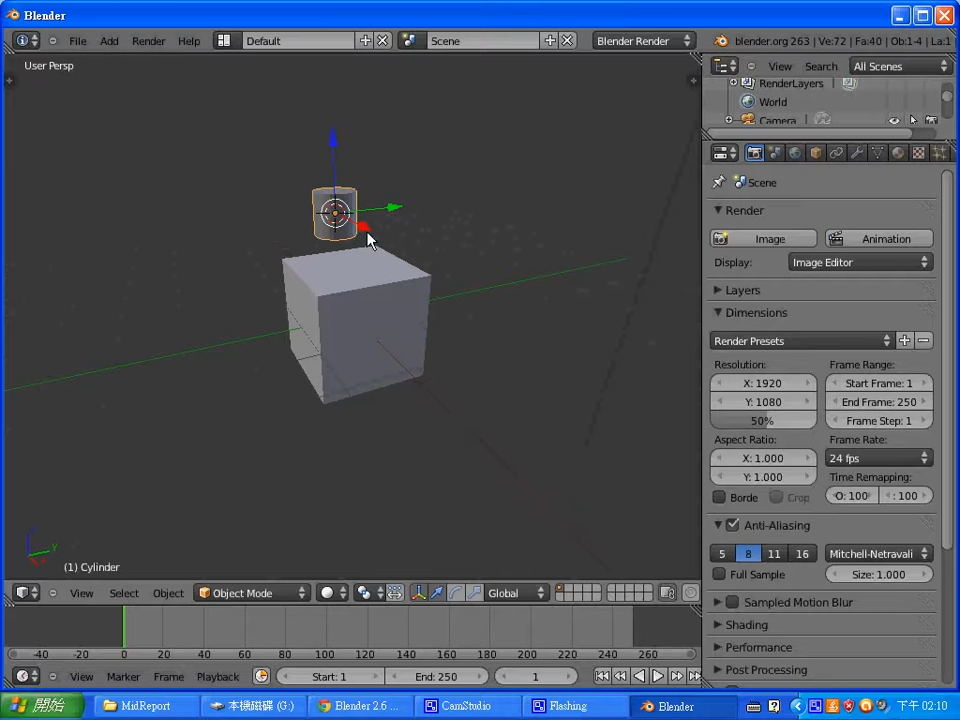 Blender
File Add Render Help Default Scene Blender Render blender.org 263 | Ve:72 | Fa:40 | Ob:1-4 | La:1
User Persp
View Search All Scenes
RenderLayers
World
Camera
Scene
Render
Image Animation
Display: Image Editor
Layers
Dimensions
Render Presets
Resolution: Frame Range:
X: 1920 Start Frame: 1
Y: 1080 End Frame: 250
50% Frame Step: 1
Aspect Ratio: Frame Rate:
X: 1.000 24 fps
Y: 1.000 Time Remapping:
Borde Crop O: 100 : 100
Anti-Aliasing
5 8 11 16 Mitchell-Netravali
Full Sample Size: 1.000
Sampled Motion Blur
Shading
Performance
Post Processing
Y
(1) Cylinder
View Select Object Object Mode Global
-40 -20 0 20 40 60 80 100 120 140 160 180 200 220 240 260
View Marker Frame Playback Start: 1 End: 250 1
開始 MidReport 本機磁碟 (G:) Blender 2.6 ... CamStudio Flashing Blender 下午 02:10